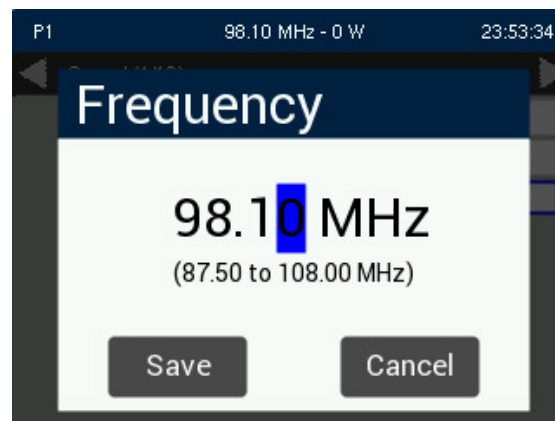 P1 98.10 MHz - 0 W 23:53:34
Frequency
98.10 MHz
(87.50 to 108.00 MHz)
Save Cancel